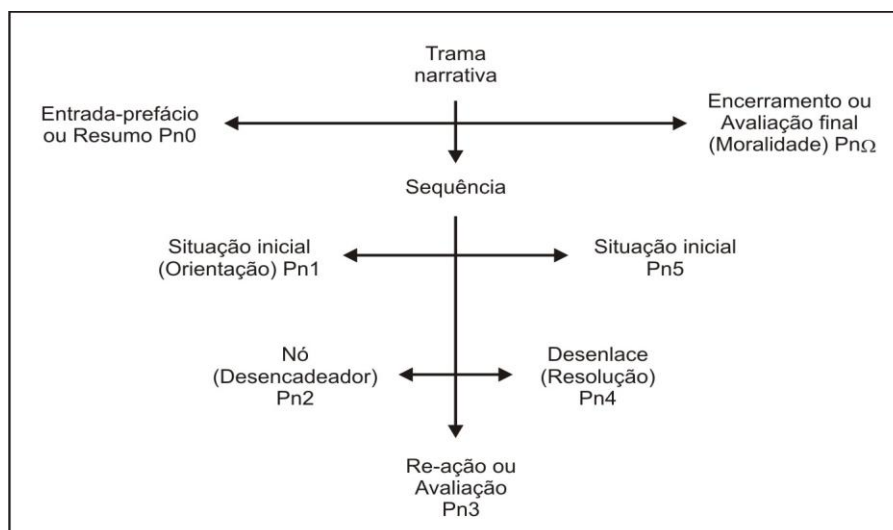 Trama
narrativa
Entrada-prefácio
ou Resumo Pn0
Encerramento ou
Avaliação final
(Moralidade) PnΩ
Sequência
Situação inicial
(Orientação) Pn1
Situação inicial
Pn5
Nó
(Desencadeador)
Pn2
Desenlace
(Resolução)
Pn4
Re-ação ou
Avaliação
Pn3